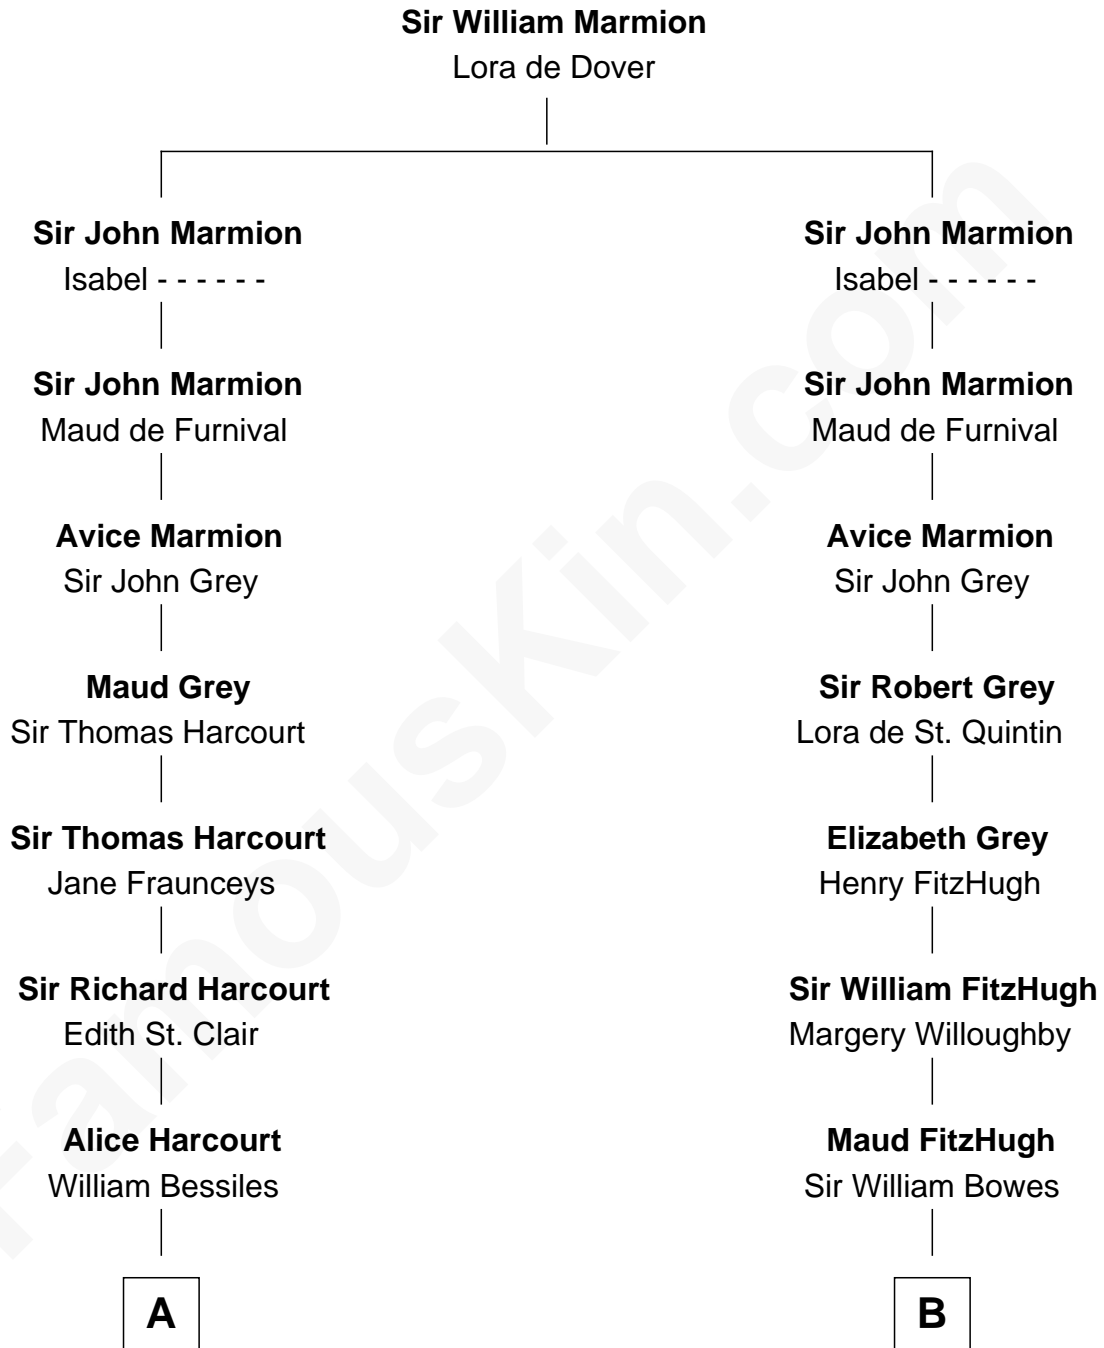 Sir William Marmion
Lora de Dover
Sir John Marmion
Isabel - - - - - -
Sir John Marmion
Maud de Furnival
Avice Marmion
Sir John Grey
Maud Grey
Sir Thomas Harcourt
Sir Thomas Harcourt
Jane Fraunceys
Sir Richard Harcourt
Edith St. Clair
Alice Harcourt
William Bessiles
A
Sir John Marmion
Isabel - - - - - -
Sir John Marmion
Maud de Furnival
Avice Marmion
Sir John Grey
Sir Robert Grey
Lora de St. Quintin
Elizabeth Grey
Henry FitzHugh
Sir William FitzHugh
Margery Willoughby
Maud FitzHugh
Sir William Bowes
B
FamousKin.com